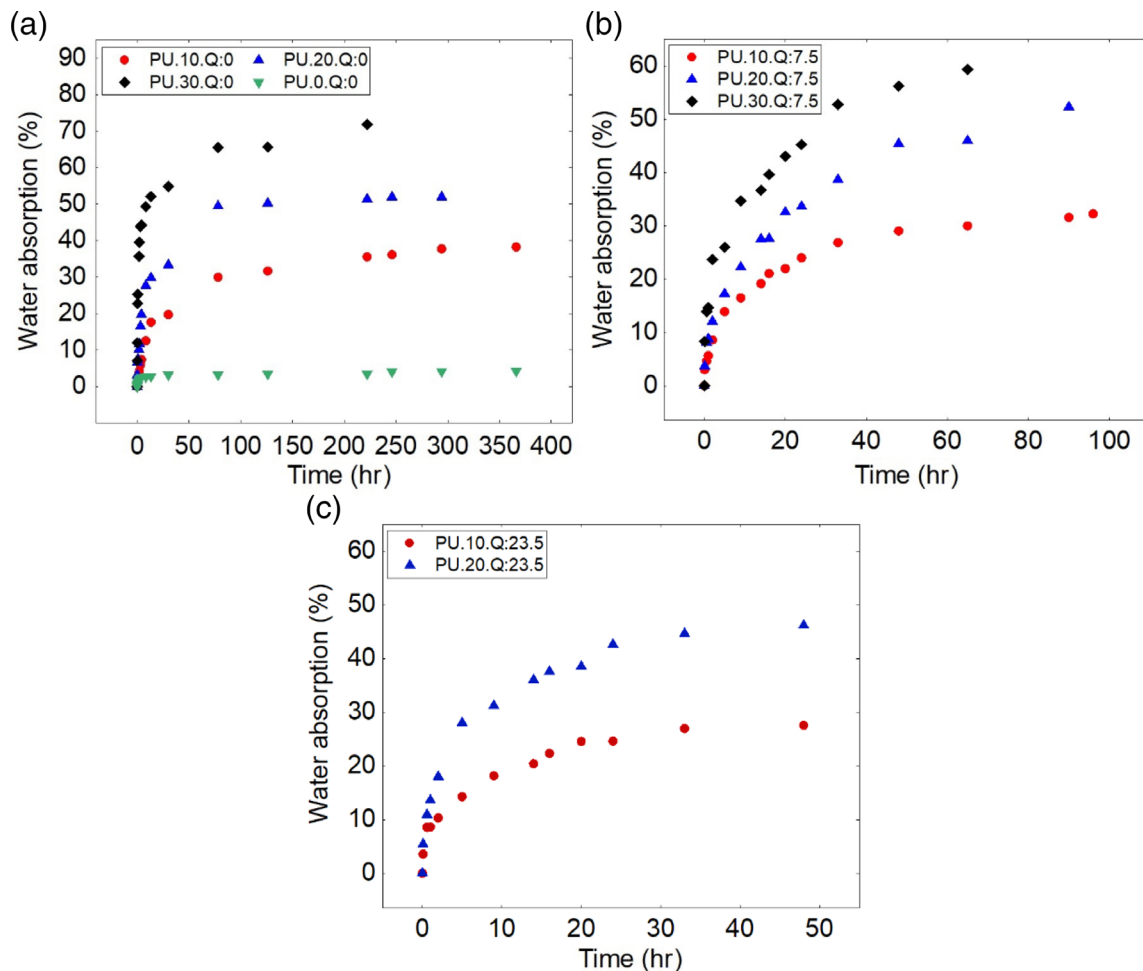 (a)
PU.10.Q:0 PU.20.Q:0
PU.30.Q:0 PU.0.Q:0
Water absorption (%)
90
80
70
60
50
40
30
20
10
0
0 50 100 150 200 250 300 350 400
Time (hr)
(b)
PU.10.Q:7.5
PU.20.Q:7.5
PU.30.Q:7.5
Water absorption (%)
60
50
40
30
20
10
0
0 20 40 60 80 100
Time (hr)
(c)
PU.10.Q:23.5
PU.20.Q:23.5
Water absorption (%)
60
50
40
30
20
10
0
0 10 20 30 40 50
Time (hr)